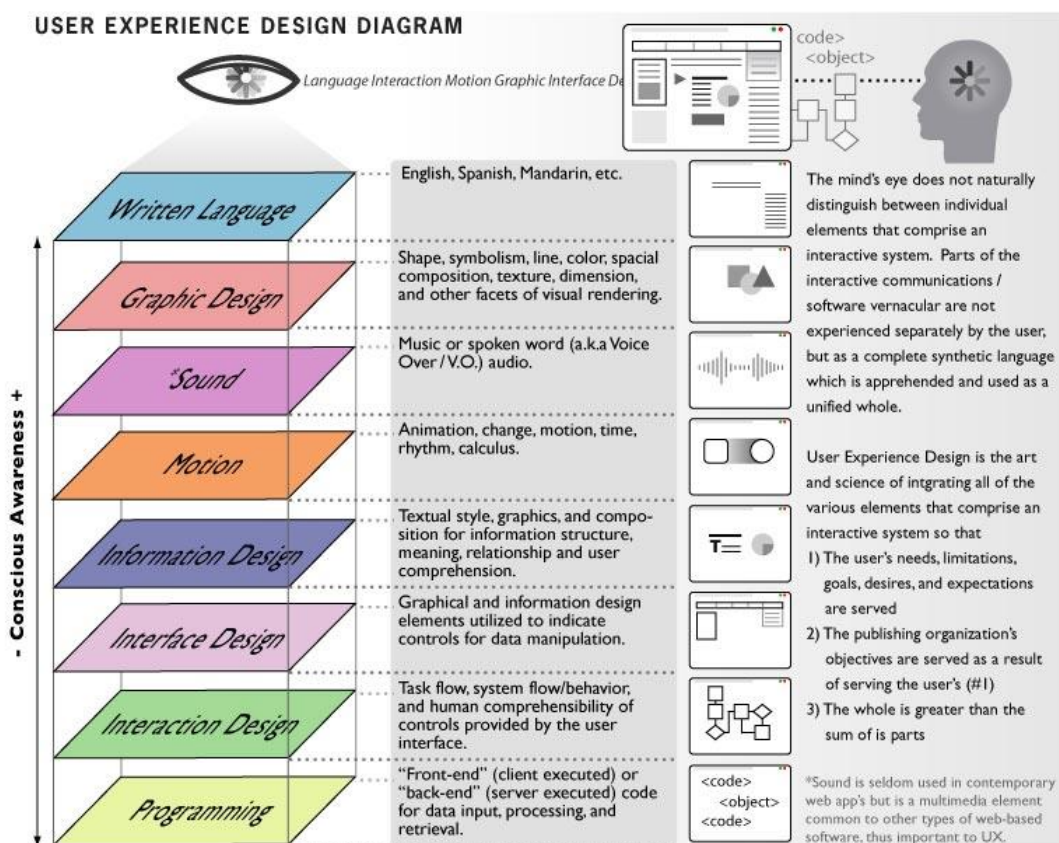 USER EXPERIENCE DESIGN DIAGRAM
Language Interaction Motion Graphic Interface De
code>
<object>
Written Language
English, Spanish, Mandarin, etc.
Graphic Design
Shape, symbolism, line, color, spacial
composition, texture, dimension,
and other facets of visual rendering.
*Sound
Music or spoken word (a.k.a Voice
Over / V.O.) audio.
Motion
Animation, change, motion, time,
rhythm, calculus.
Information Design
Textual style, graphics, and compo-
sition for information structure,
meaning, relationship and user
comprehension.
T
Interface Design
Graphical and information design
elements utilized to indicate
controls for data manipulation.
Interaction Design
Task flow, system flow/behavior,
and human comprehensibility of
controls provided by the user
interface.
Programming
"Front-end" (client executed) or
"back-end" (server executed) code
for data input, processing, and
retrieval.
<code>
<object>
<code>
- Conscious Awareness +
The mind's eye does not naturally
distinguish between individual
elements that comprise an
interactive system. Parts of the
interactive communications /
software vernacular are not
experienced separately by the user,
but as a complete synthetic language
which is apprehended and used as a
unified whole.
User Experience Design is the art
and science of intgrating all of the
various elements that comprise an
interactive system so that
1) The user's needs, limitations,
goals, desires, and expectations
are served
2) The publishing organization's
objectives are served as a result
of serving the user's (#1)
3) The whole is greater than the
sum of is parts
*Sound is seldom used in contemporary
web app's but is a multimedia element
common to other types of web-based
software, thus important to UX.